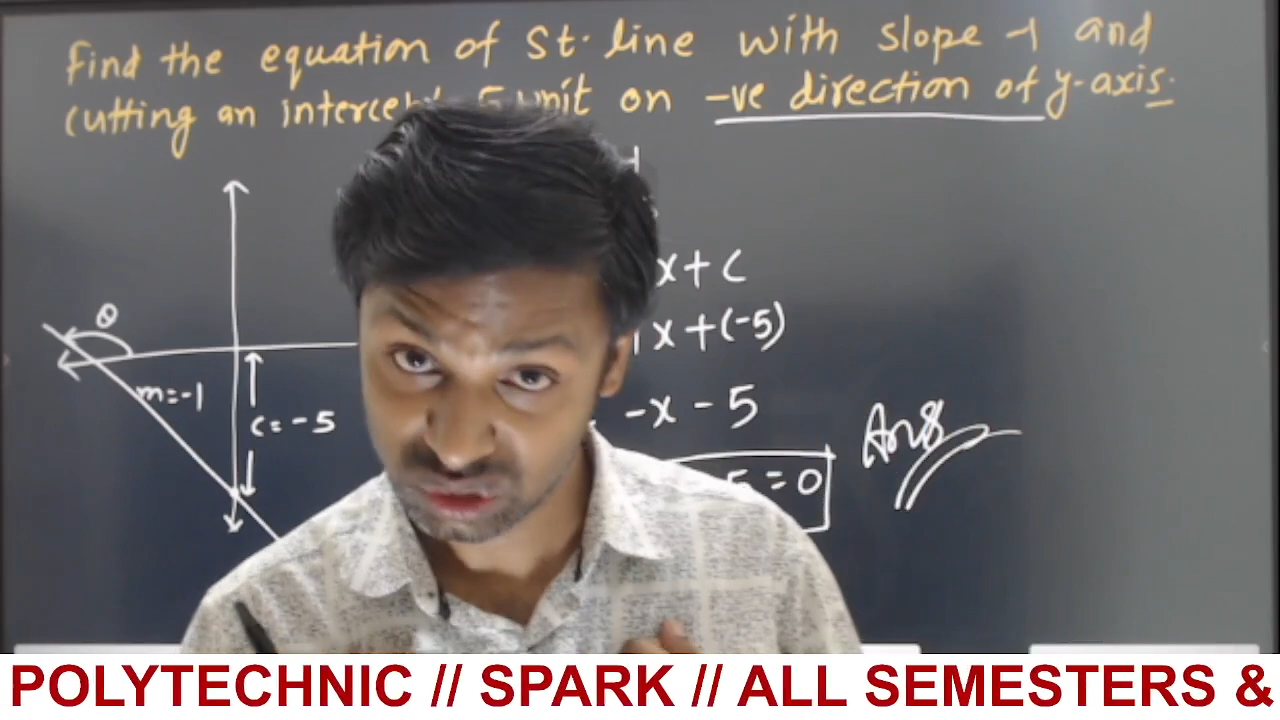 find the equation of St. line with slope -1 and
cutting an 5 unit on -ve direction of y-axis.
x+c
x+(-5)
-x - 5
5 = 0
Ans
θ
m=-1
c=-5
POLYTECHNIC // SPARK // ALL SEMESTERS &